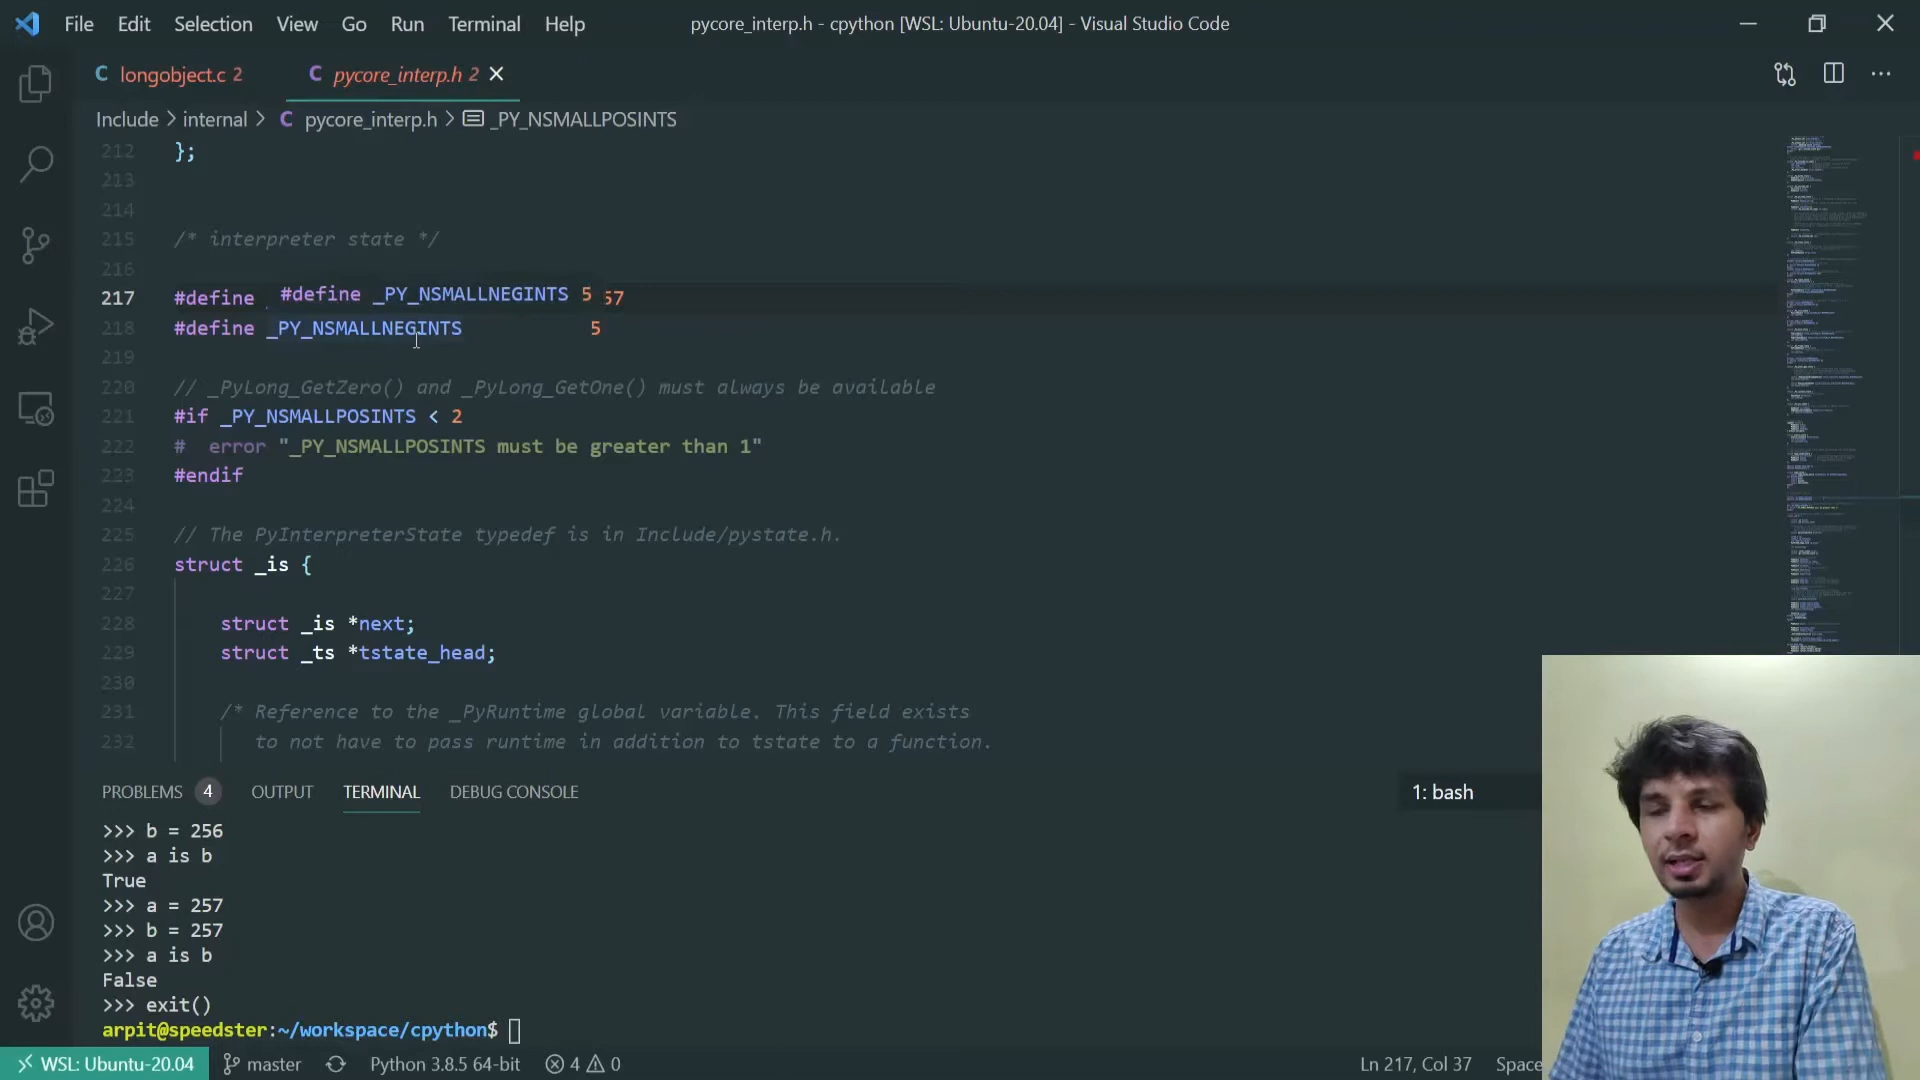 File Edit Selection View Go Run Terminal Help
pycore_interp.h - cpython [WSL: Ubuntu-20.04] - Visual Studio Code
C longobject.c 2
C pycore_interp.h 2
Include > internal > C pycore_interp.h > _PY_NSMALLPOSINTS
212 };
213
214
215 /* interpreter state */
216
217 #define #define _PY_NSMALLNEGINTS 5 57
218 #define _PY_NSMALLNEGINTS 5
219
220 // _PyLong_GetZero() and _PyLong_GetOne() must always be available
221 #if _PY_NSMALLPOSINTS < 2
222 # error "_PY_NSMALLPOSINTS must be greater than 1"
223 #endif
224
225 // The PyInterpreterState typedef is in Include/pystate.h.
226 struct _is {
227
228 struct _is *next;
229 struct _ts *tstate_head;
230
231 /* Reference to the _PyRuntime global variable. This field exists
232 to not have to pass runtime in addition to tstate to a function.
PROBLEMS 4 OUTPUT TERMINAL DEBUG CONSOLE
1: bash
>>> b = 256
>>> a is b
True
>>> a = 257
>>> b = 257
>>> a is b
False
>>> exit()
arpit@speedster:~/workspace/cpython$
WSL: Ubuntu-20.04 master Python 3.8.5 64-bit 4 0 Ln 217, Col 37 Space